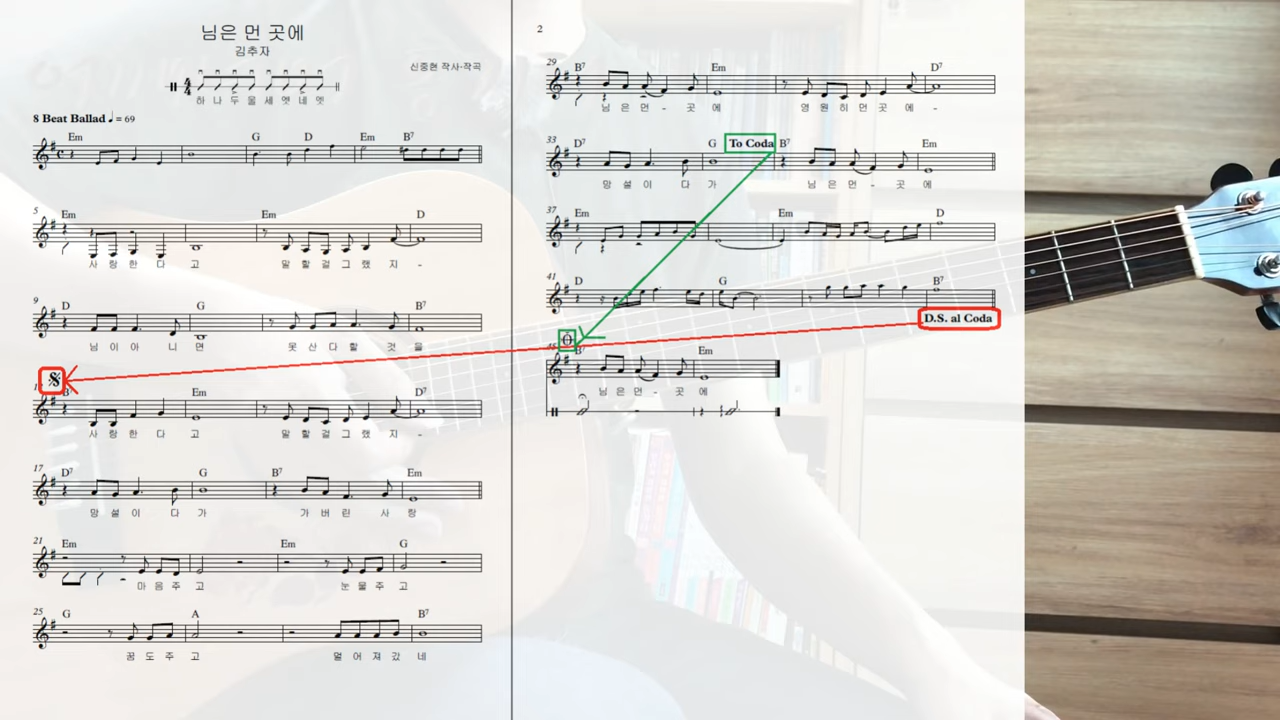 님은 먼 곳에
김추자
신중현 작사·작곡
4/4
하 나 두 울 세 엣 네 엣
8 Beat Ballad ♩ = 69
Em G D Em B7
5
Em Em D
사 랑 한 다 고 말 할 걸 그 랬 지 -
9
D G B7
님 이 아 니 면 못 산 다 할 것 을
Em D7
사 랑 한 다 고 말 할 걸 그 랬 지 -
17
D7 G B7 Em
망 설 이 다 가 가 버 린 사 랑
21
Em Em G
마 음 주 고 눈 물 주 고
25
G A B7
꿈 도 주 고 멀 어 져 갔 네
2
29
B7 Em D7
님 은 먼 - 곳 에 영 원 히 먼 곳 에 -
33
D7 G To Coda B7 Em
망 설 이 다 가 님 은 먼 - 곳 에
37
Em Em D
41
D G B7
D.S. al Coda
B7 Em
님 은 먼 - 곳 에